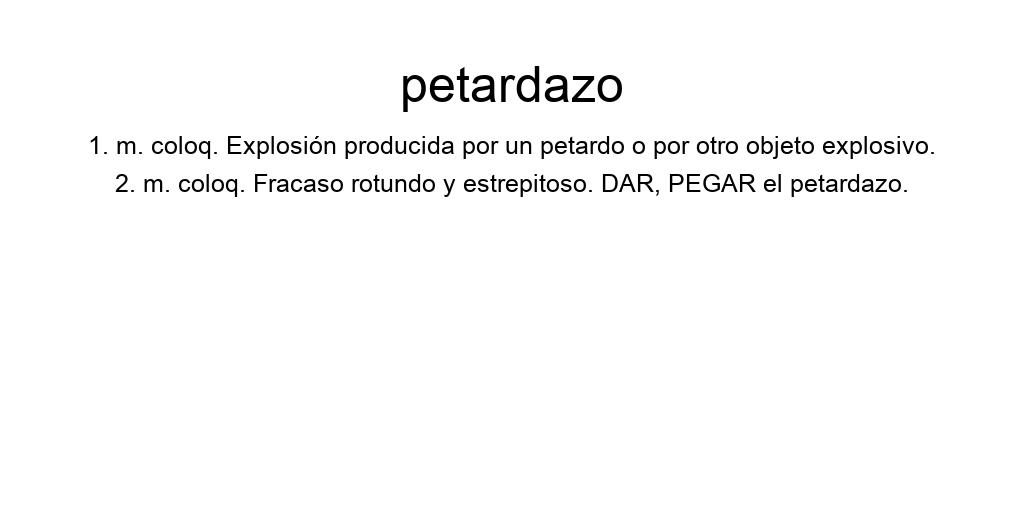 petardazo
1. m. coloq. Explosión producida por un petardo o por otro objeto explosivo.
2. m. coloq. Fracaso rotundo y estrepitoso. DAR, PEGAR el petardazo.